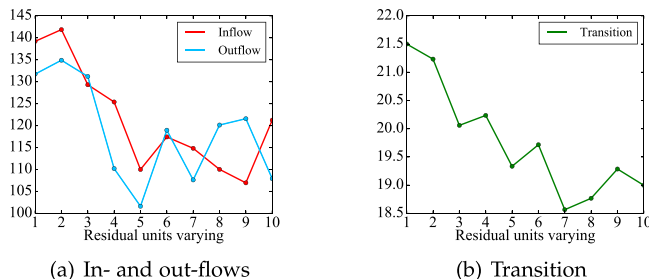 145
140
135
130
125
120
115
110
105
100
1 2 3 4 5 6 7 8 9 10
Inflow
Outflow
Residual units varying
(a) In- and out-flows
22.0
21.5
21.0
20.5
20.0
19.5
19.0
18.5
1 2 3 4 5 6 7 8 9 10
Transition
Residual units varying
(b) Transition